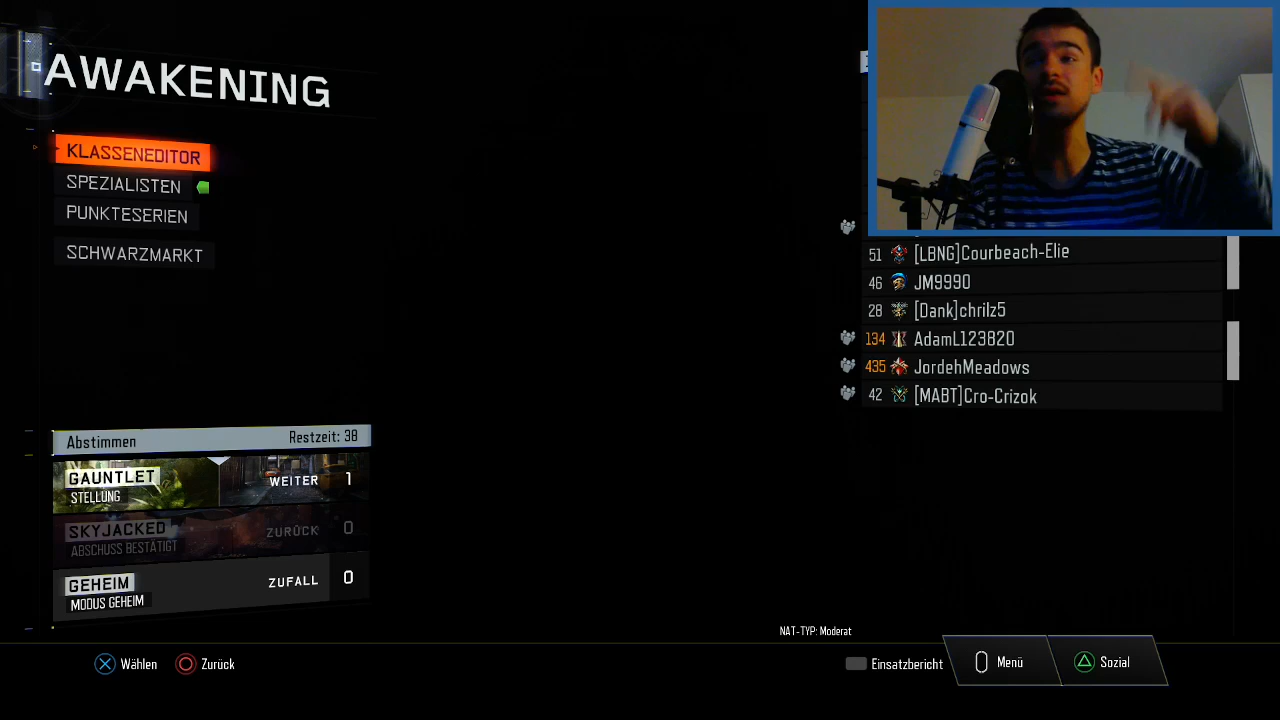 AWAKENING
KLASSENEDITOR
SPEZIALISTEN
PUNKTESERIEN
SCHWARZMARKT
51 [LBNG]Courbeach-Elie
46 JM9990
28 [Dank]chrilz5
134 AdamL123820
435 JordehMeadows
42 [MABT]Cro-Crizok
Abstimmen Restzeit: 38
GAUNTLET WEITER 1
STELLUNG
SKYJACKED ZURÜCK 0
ABSCHUSS BESTÄTIGT
GEHEIM ZUFALL 0
MODUS GEHEIM
NAT-TYP: Moderat
Wählen Zurück Einsatzbericht Menü Sozial